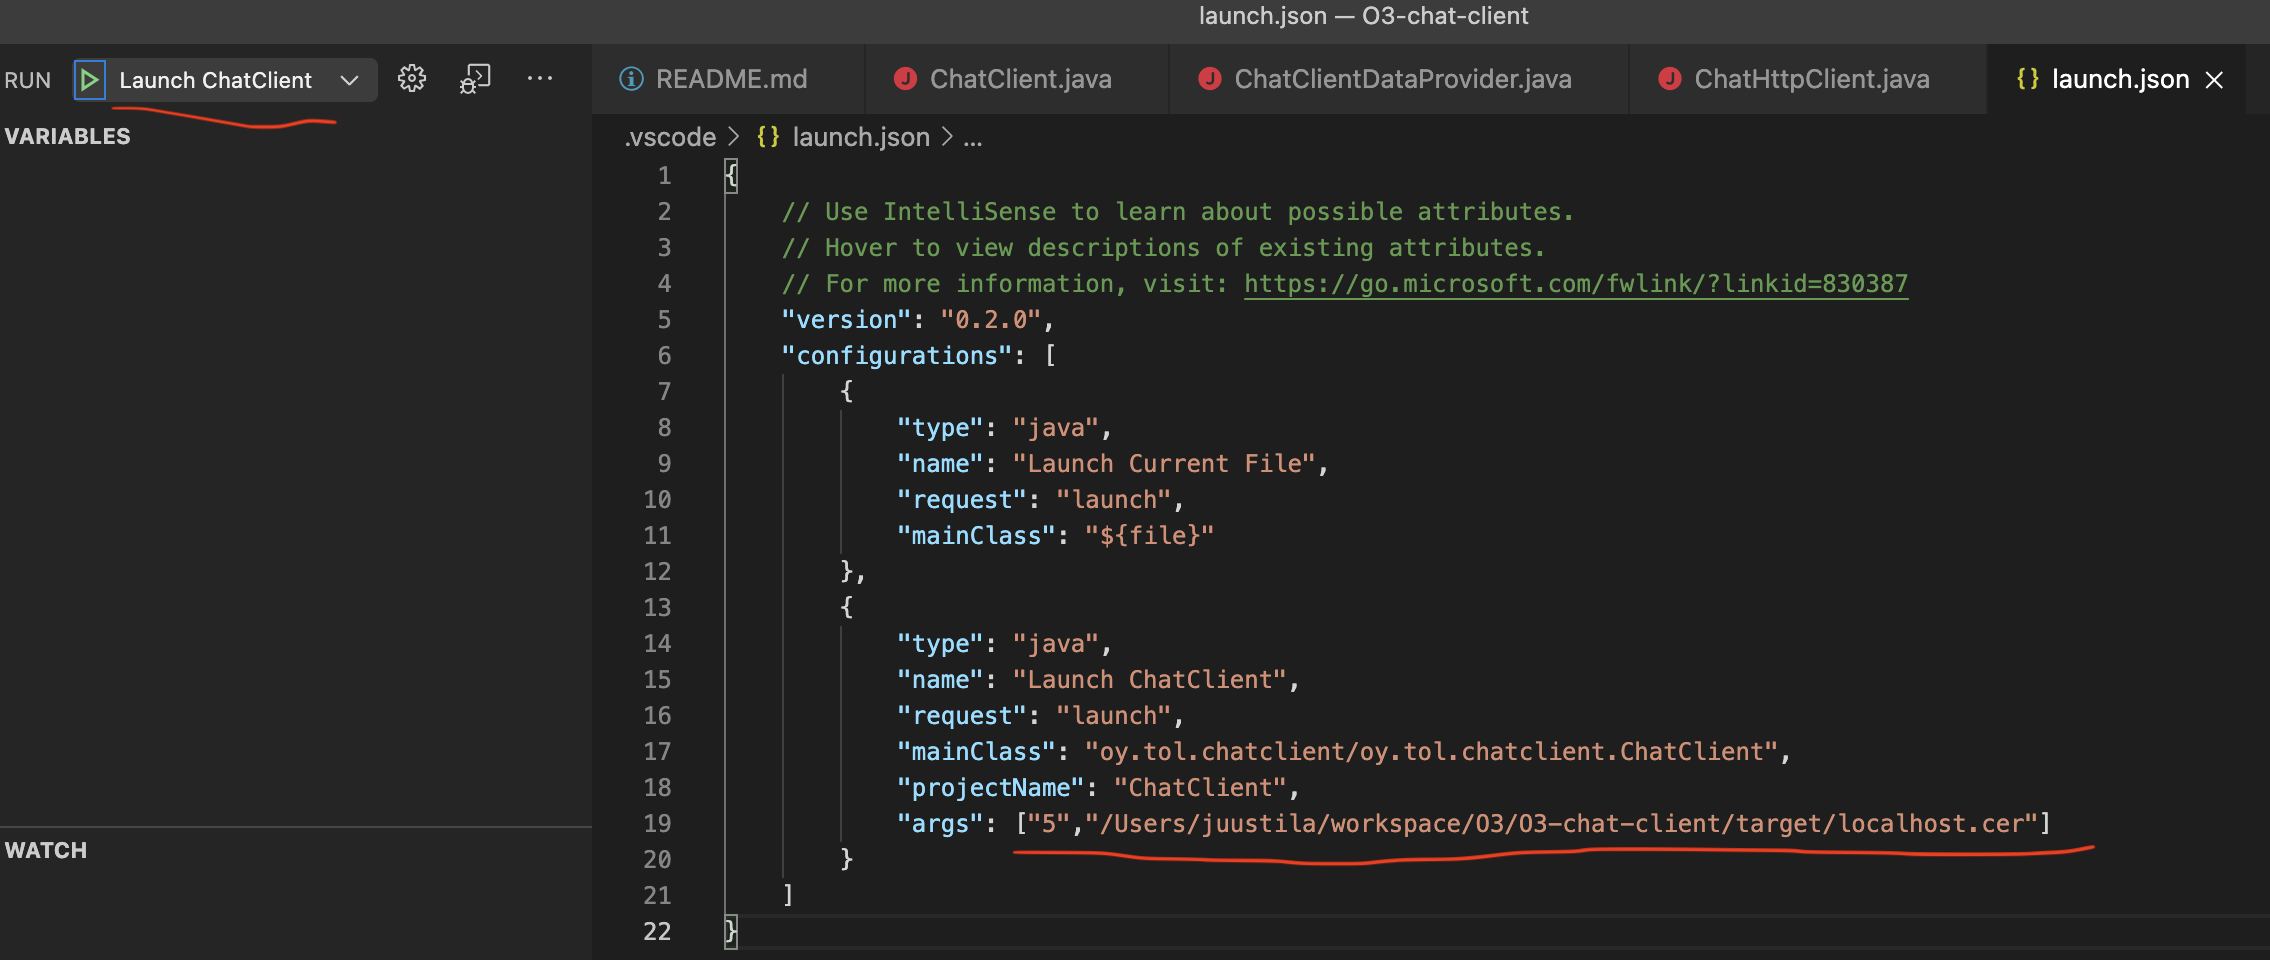 launch.json — O3-chat-client
RUN Launch ChatClient ···
README.md ChatClient.java ChatClientDataProvider.java ChatHttpClient.java {} launch.json
VARIABLES
.vscode > {} launch.json > ...
1 {
2 // Use IntelliSense to learn about possible attributes.
3 // Hover to view descriptions of existing attributes.
4 // For more information, visit: https://go.microsoft.com/fwlink/?linkid=830387
5 "version": "0.2.0",
6 "configurations": [
7 {
8 "type": "java",
9 "name": "Launch Current File",
10 "request": "launch",
11 "mainClass": "${file}"
12 },
13 {
14 "type": "java",
15 "name": "Launch ChatClient",
16 "request": "launch",
17 "mainClass": "oy.tol.chatclient/oy.tol.chatclient.ChatClient",
18 "projectName": "ChatClient",
19 "args": ["5","/Users/juustila/workspace/O3/O3-chat-client/target/localhost.cer"]
20 }
21 ]
22 }
WATCH